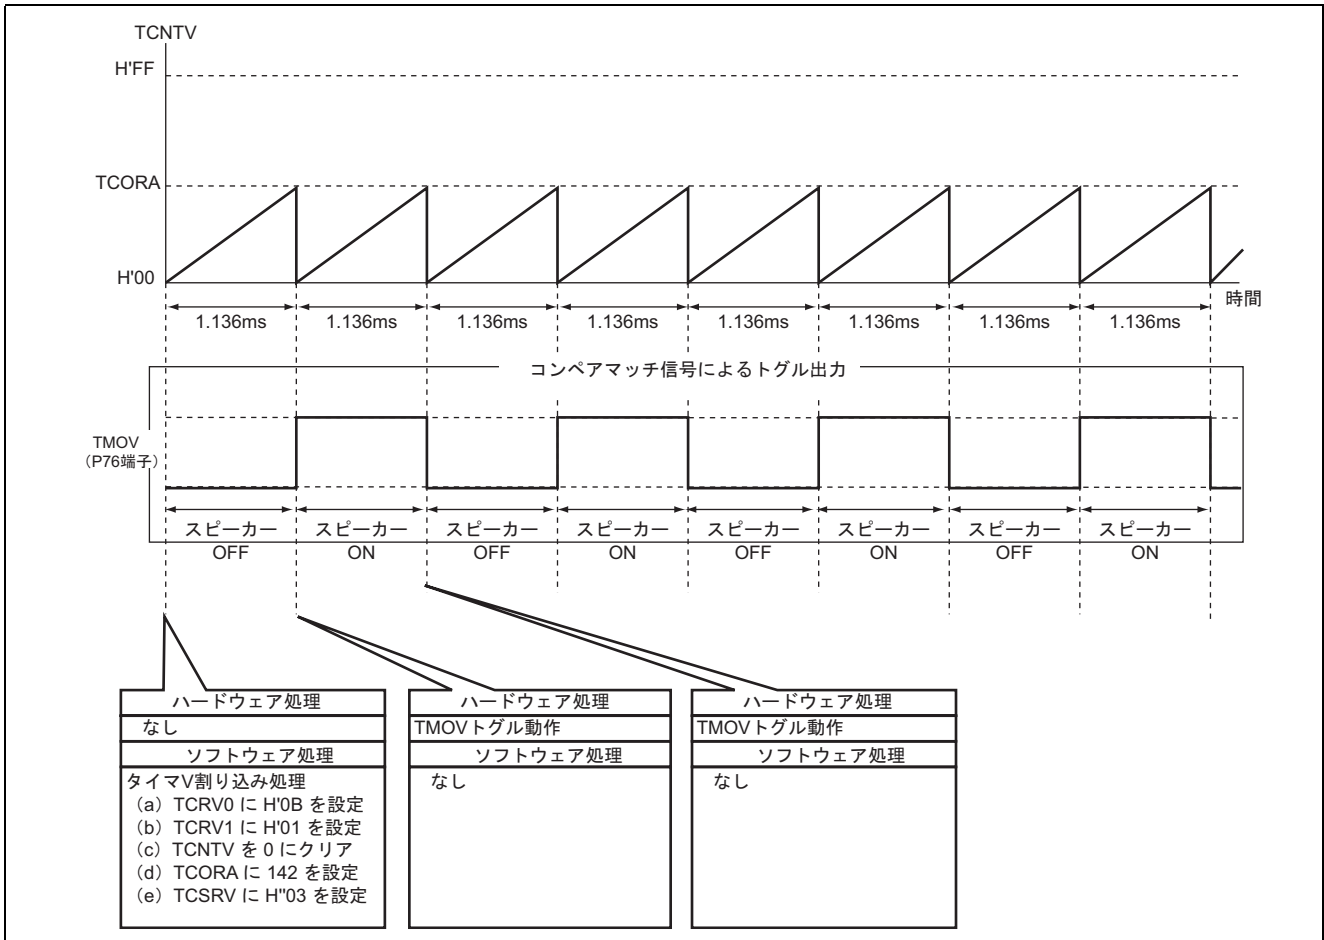 TCNTV
H'FF
TCORA
H'00
時間
1.136ms 1.136ms 1.136ms 1.136ms 1.136ms 1.136ms 1.136ms 1.136ms
コンペアマッチ信号によるトグル出力
TMOV
（P76端子）
スピーカー スピーカー スピーカー スピーカー スピーカー スピーカー スピーカー スピーカー
OFF ON OFF ON OFF ON OFF ON
ハードウェア処理
なし
ソフトウェア処理
タイマV割り込み処理
（a）TCRV0 に H'0B を設定
（b）TCRV1 に H'01 を設定
（c）TCNTV を 0 にクリア
（d）TCORA に 142 を設定
（e）TCSRV に H"03 を設定
ハードウェア処理
TMOVトグル動作
ソフトウェア処理
なし
ハードウェア処理
TMOVトグル動作
ソフトウェア処理
なし